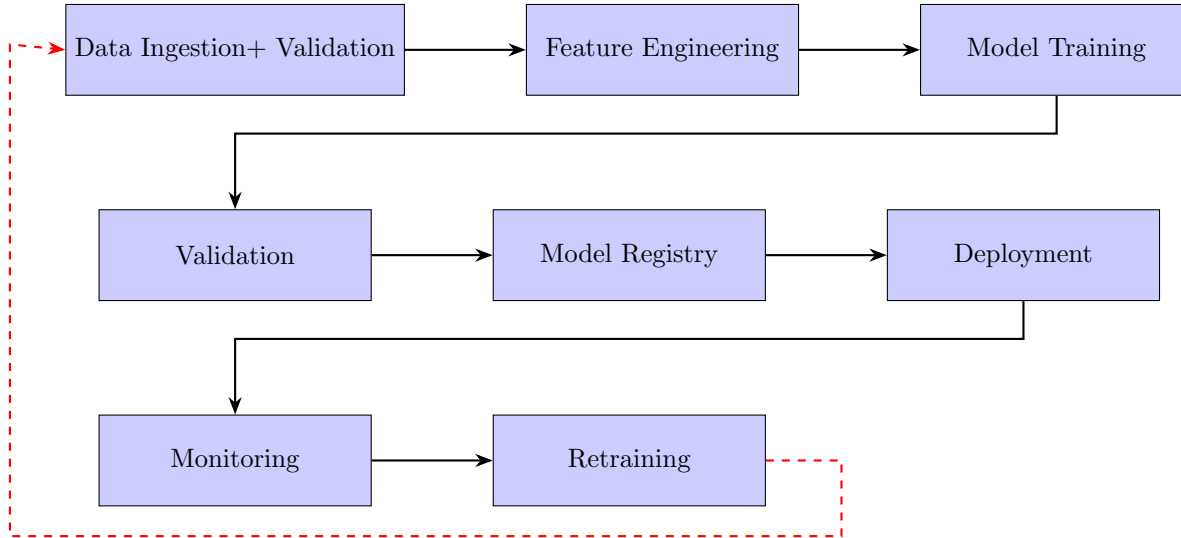 Data Ingestion+ Validation
Feature Engineering
Model Training
Validation
Model Registry
Deployment
Monitoring
Retraining